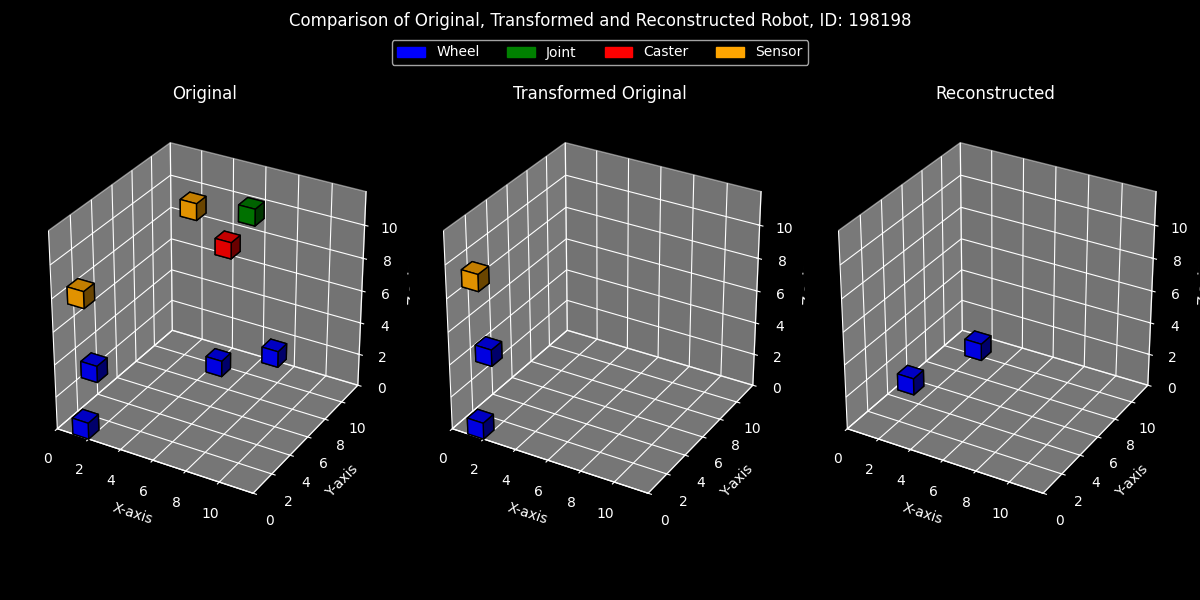 Comparison of Original, Transformed and Reconstructed Robot, ID: 198198
Wheel Joint Caster Sensor
Original Transformed Original Reconstructed
10 10 10
8 8 8
6 6 6
4 4 4
2 2 2
0 0 0
0 2 4 6 8 10
X-axis
0 2 4 6 8 10
Y-axis
0 2 4 6 8 10
X-axis
0 2 4 6 8 10
Y-axis
0 2 4 6 8 10
X-axis
0 2 4 6 8 10
Y-axis